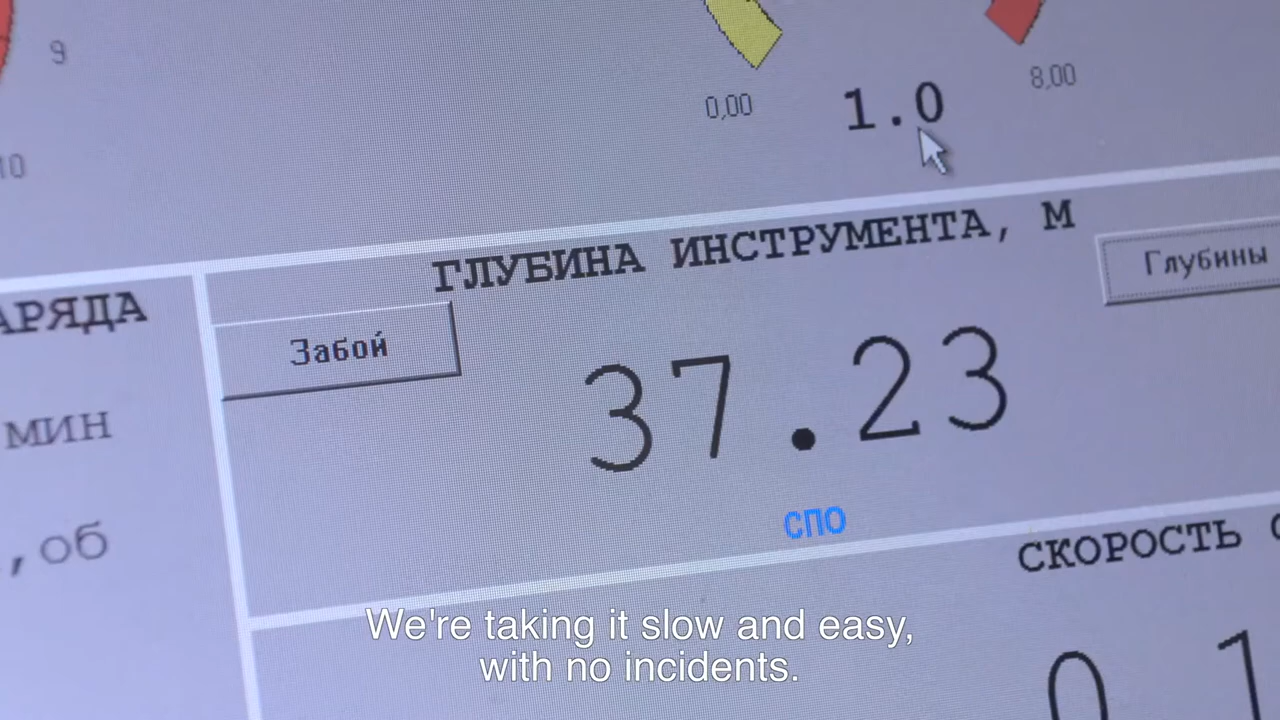 9
10
0,00
1.0
8,00
ГЛУБИНА ИНСТРУМЕНТА, М
Глубины
Забой
37.23
СПО
МИН
, об
СКОРОСТЬ
We're taking it slow and easy,
with no incidents.